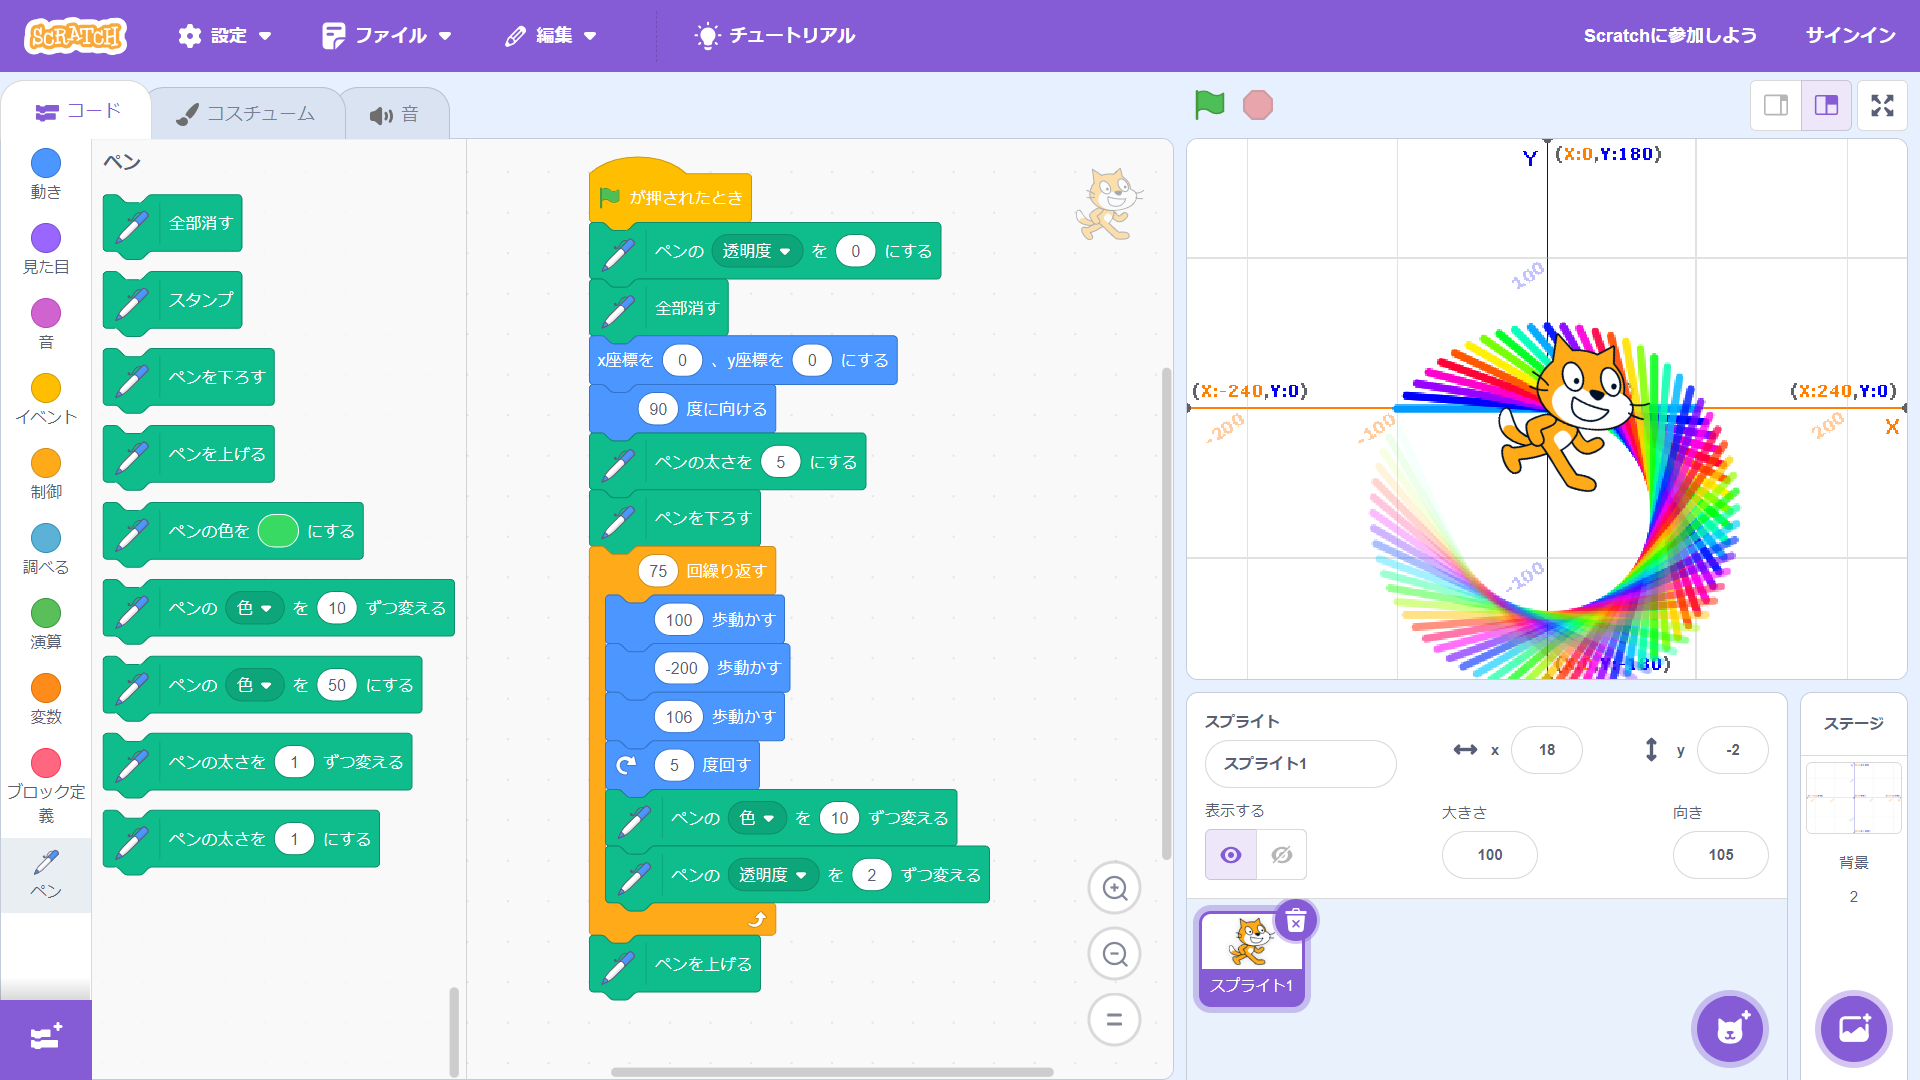 SCRATCH
設定
ファイル
編集
チュートリアル
Scratchに参加しよう
サインイン
コード
コスチューム
音
動き
見た目
音
イベント
制御
調べる
演算
変数
ブロック定義
ペン
ペン
全部消す
スタンプ
ペンを下ろす
ペンを上げる
ペンの色を にする
ペンの 色 を 10 ずつ変える
ペンの 色 を 50 にする
ペンの太さを 1 ずつ変える
ペンの太さを 1 にする
が押されたとき
ペンの 透明度 を 0 にする
全部消す
x座標を 0 、y座標を 0 にする
90 度に向ける
ペンの太さを 5 にする
ペンを下ろす
75 回繰り返す
100 歩動かす
-200 歩動かす
106 歩動かす
5 度回す
ペンの 色 を 10 ずつ変える
ペンの 透明度 を 2 ずつ変える
ペンを上げる
Y (X:0,Y:180)
100
(X:-240,Y:0)
(X:240,Y:0)
-200
-100
200
X
-100
スプライト
スプライト1
x 18
y -2
表示する
大きさ
100
向き
105
スプライト1
ステージ
背景
2